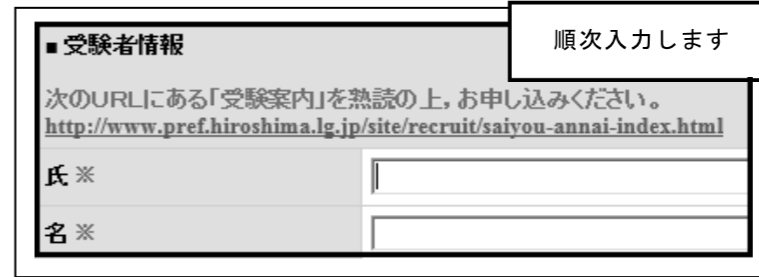 ■受験者情報
順次入力します
次のURLにある「受験案内」を熟読の上，お申し込みください。
http://www.pref.hiroshima.lg.jp/site/recruit/saiyou-annai-index.html
氏※
名※